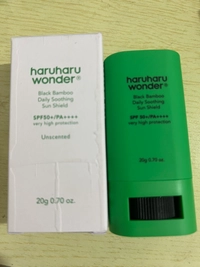 haruharu
wonder®
Black Bamboo
Daily Soothing
Sun Shield
SPF50+/PA++++
very high protection
Unscented
20g 0.70 oz.
haruharu
wonder®
Black Bamboo
Daily Soothing
Sun Shield
SPF 50+/PA++++
very high protection
20g 0.70 oz.